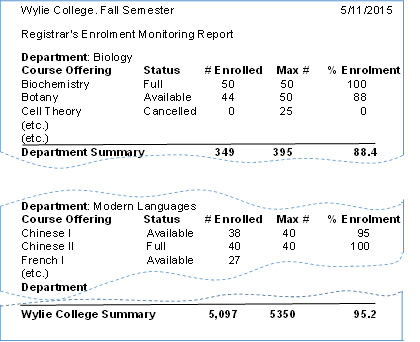 Wylie College. Fall Semester 5/11/2015
Registrar's Enrolment Monitoring Report
Department: Biology
Course Offering Status # Enrolled Max # % Enrolment
Biochemistry Full 50 50 100
Botany Available 44 50 88
Cell Theory Cancelled 0 25 0
(etc.)
(etc.)
Department Summary 349 395 88.4
Department: Modern Languages
Course Offering Status # Enrolled Max # % Enrolment
Chinese I Available 38 40 95
Chinese II Full 40 40 100
French I Available 27
(etc.)
Department
Wylie College Summary 5,097 5350 95.2